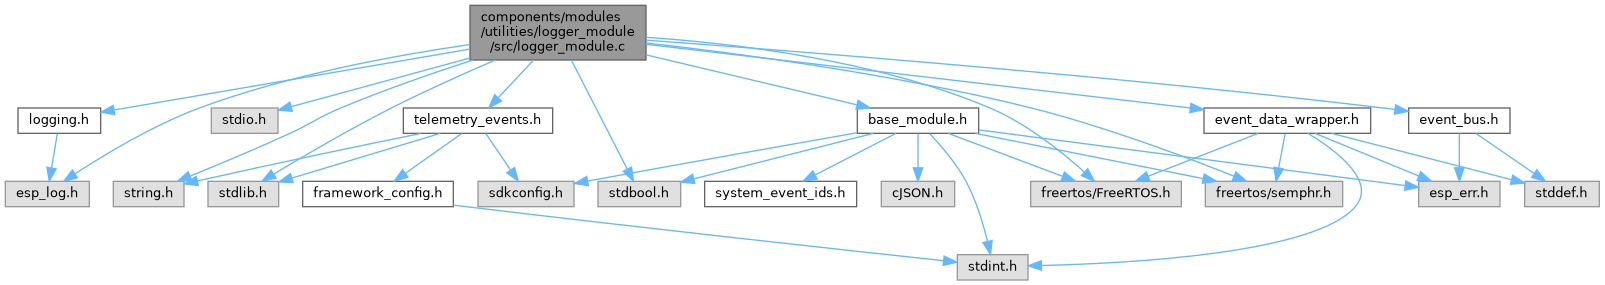 components/modules
/utilities/logger_module
/src/logger_module.c
logging.h
stdio.h
telemetry_events.h
base_module.h
event_data_wrapper.h
event_bus.h
esp_log.h
string.h
stdlib.h
framework_config.h
sdkconfig.h
stdbool.h
system_event_ids.h
cJSON.h
freertos/FreeRTOS.h
freertos/semphr.h
esp_err.h
stddef.h
stdint.h